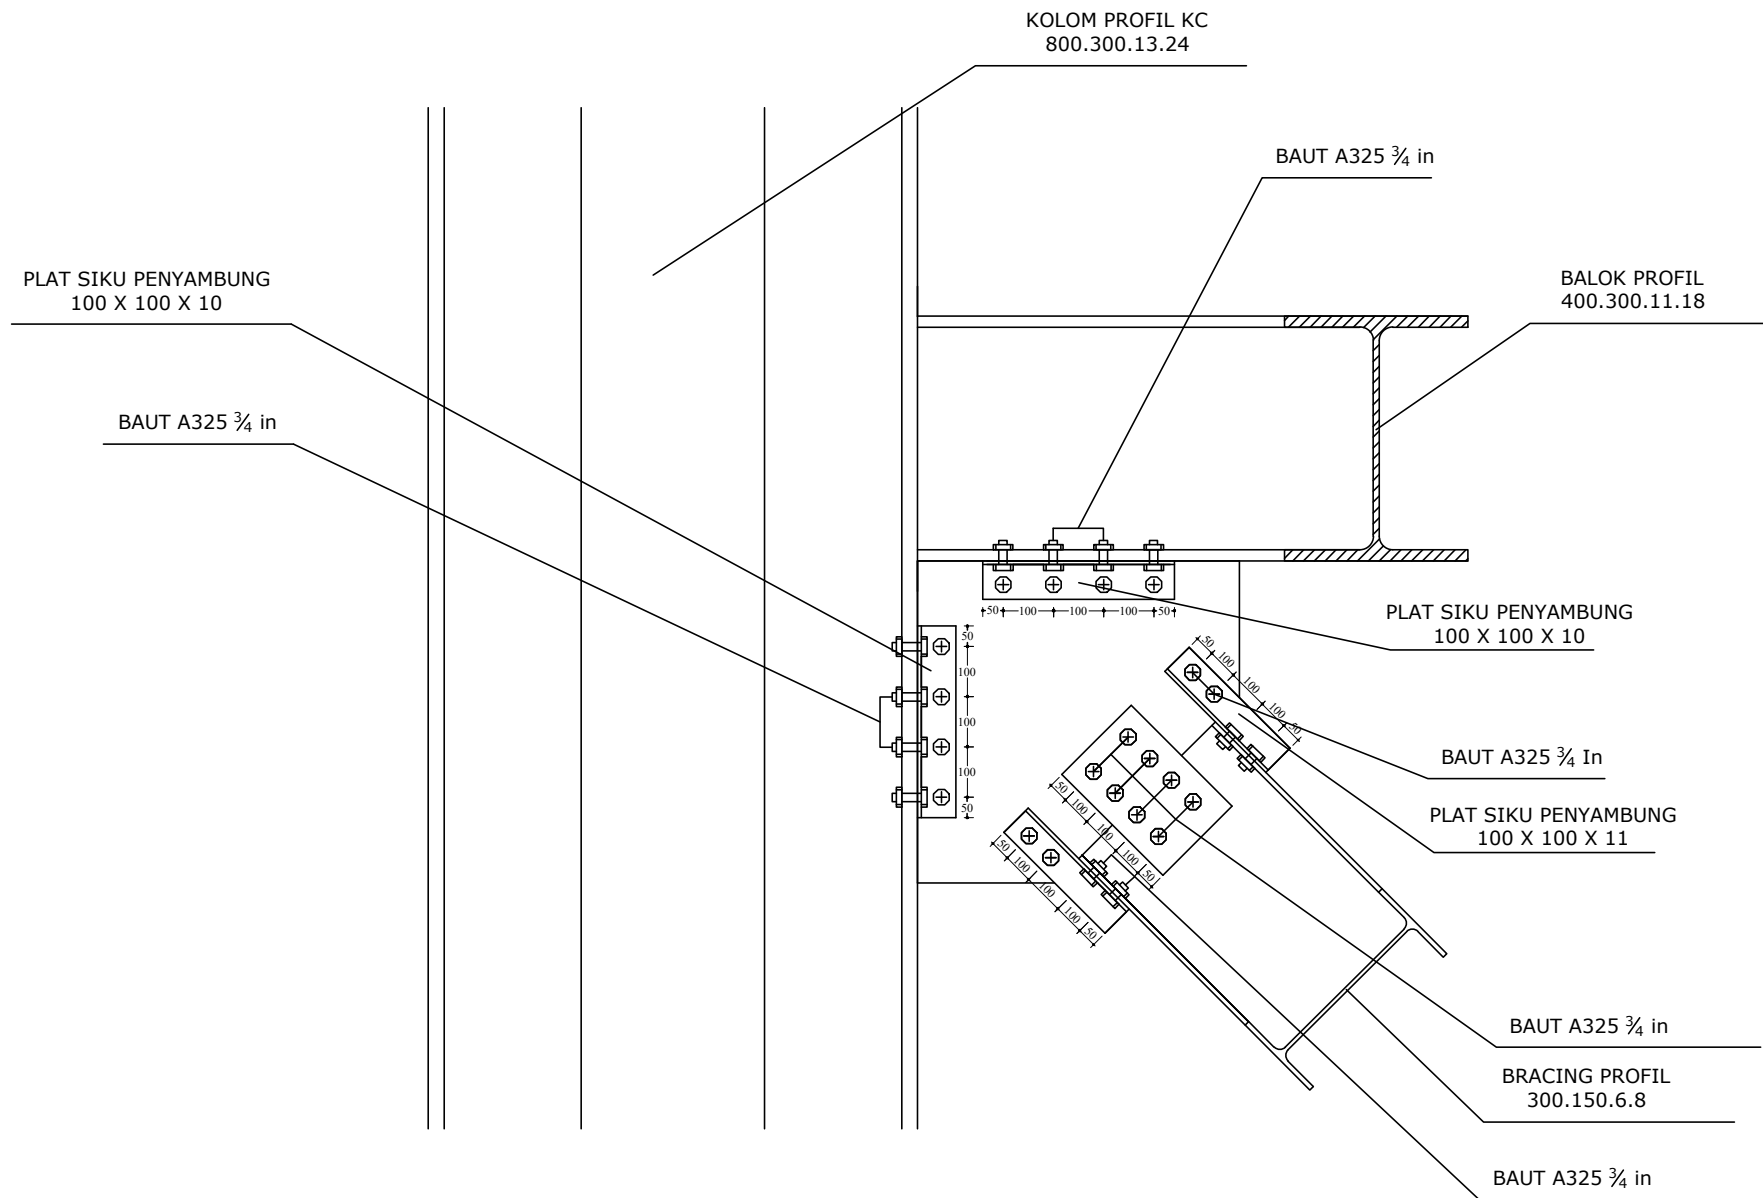 KOLOM PROFIL KC
800.300.13.24
BAUT A325 ¾ in
PLAT SIKU PENYAMBUNG
100 X 100 X 10
BALOK PROFIL
400.300.11.18
BAUT A325 ¾ in
50 100 100 100 50
PLAT SIKU PENYAMBUNG
100 X 100 X 10
50
100
100
100
50
50 100 100 100 50
BAUT A325 ¾ In
PLAT SIKU PENYAMBUNG
100 X 100 X 11
50 100 100 100 50
50 100 100 100 50
BAUT A325 ¾ in
BRACING PROFIL
300.150.6.8
BAUT A325 ¾ in